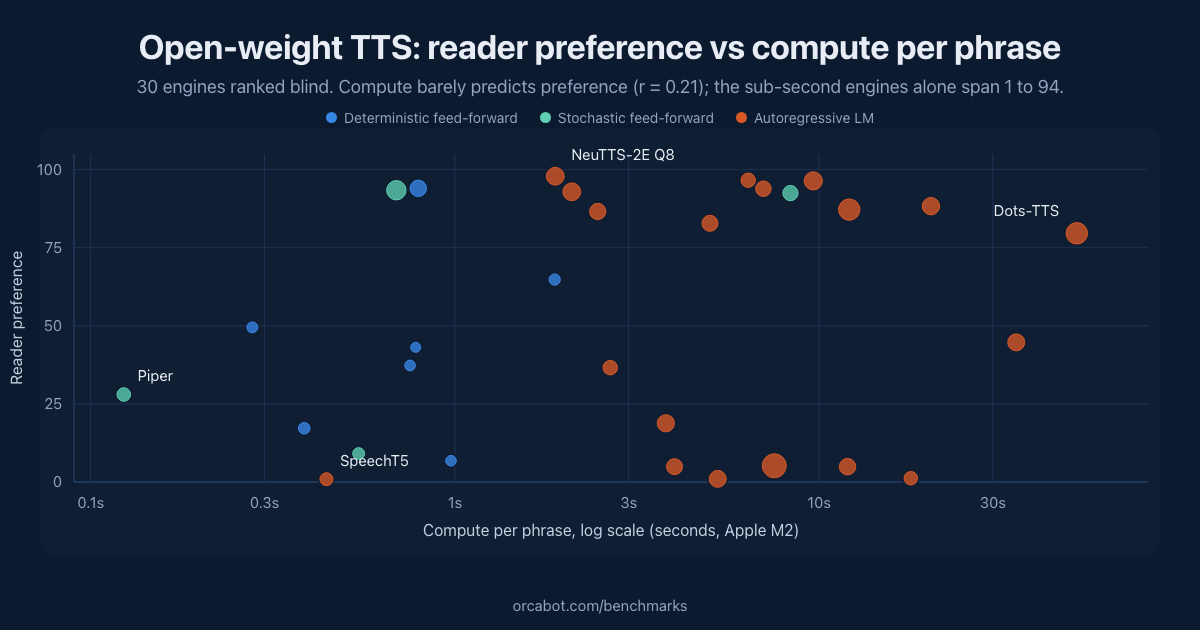 Open-weight TTS: reader preference vs compute per phrase
30 engines ranked blind. Compute barely predicts preference (r = 0.21); the sub-second engines alone span 1 to 94.
Deterministic feed-forward
Stochastic feed-forward
Autoregressive LM
Reader preference
100
75
50
25
0
NeuTTS-2E Q8
Dots-TTS
Piper
SpeechT5
0.1s
0.3s
1s
3s
10s
30s
Compute per phrase, log scale (seconds, Apple M2)
orcabot.com/benchmarks